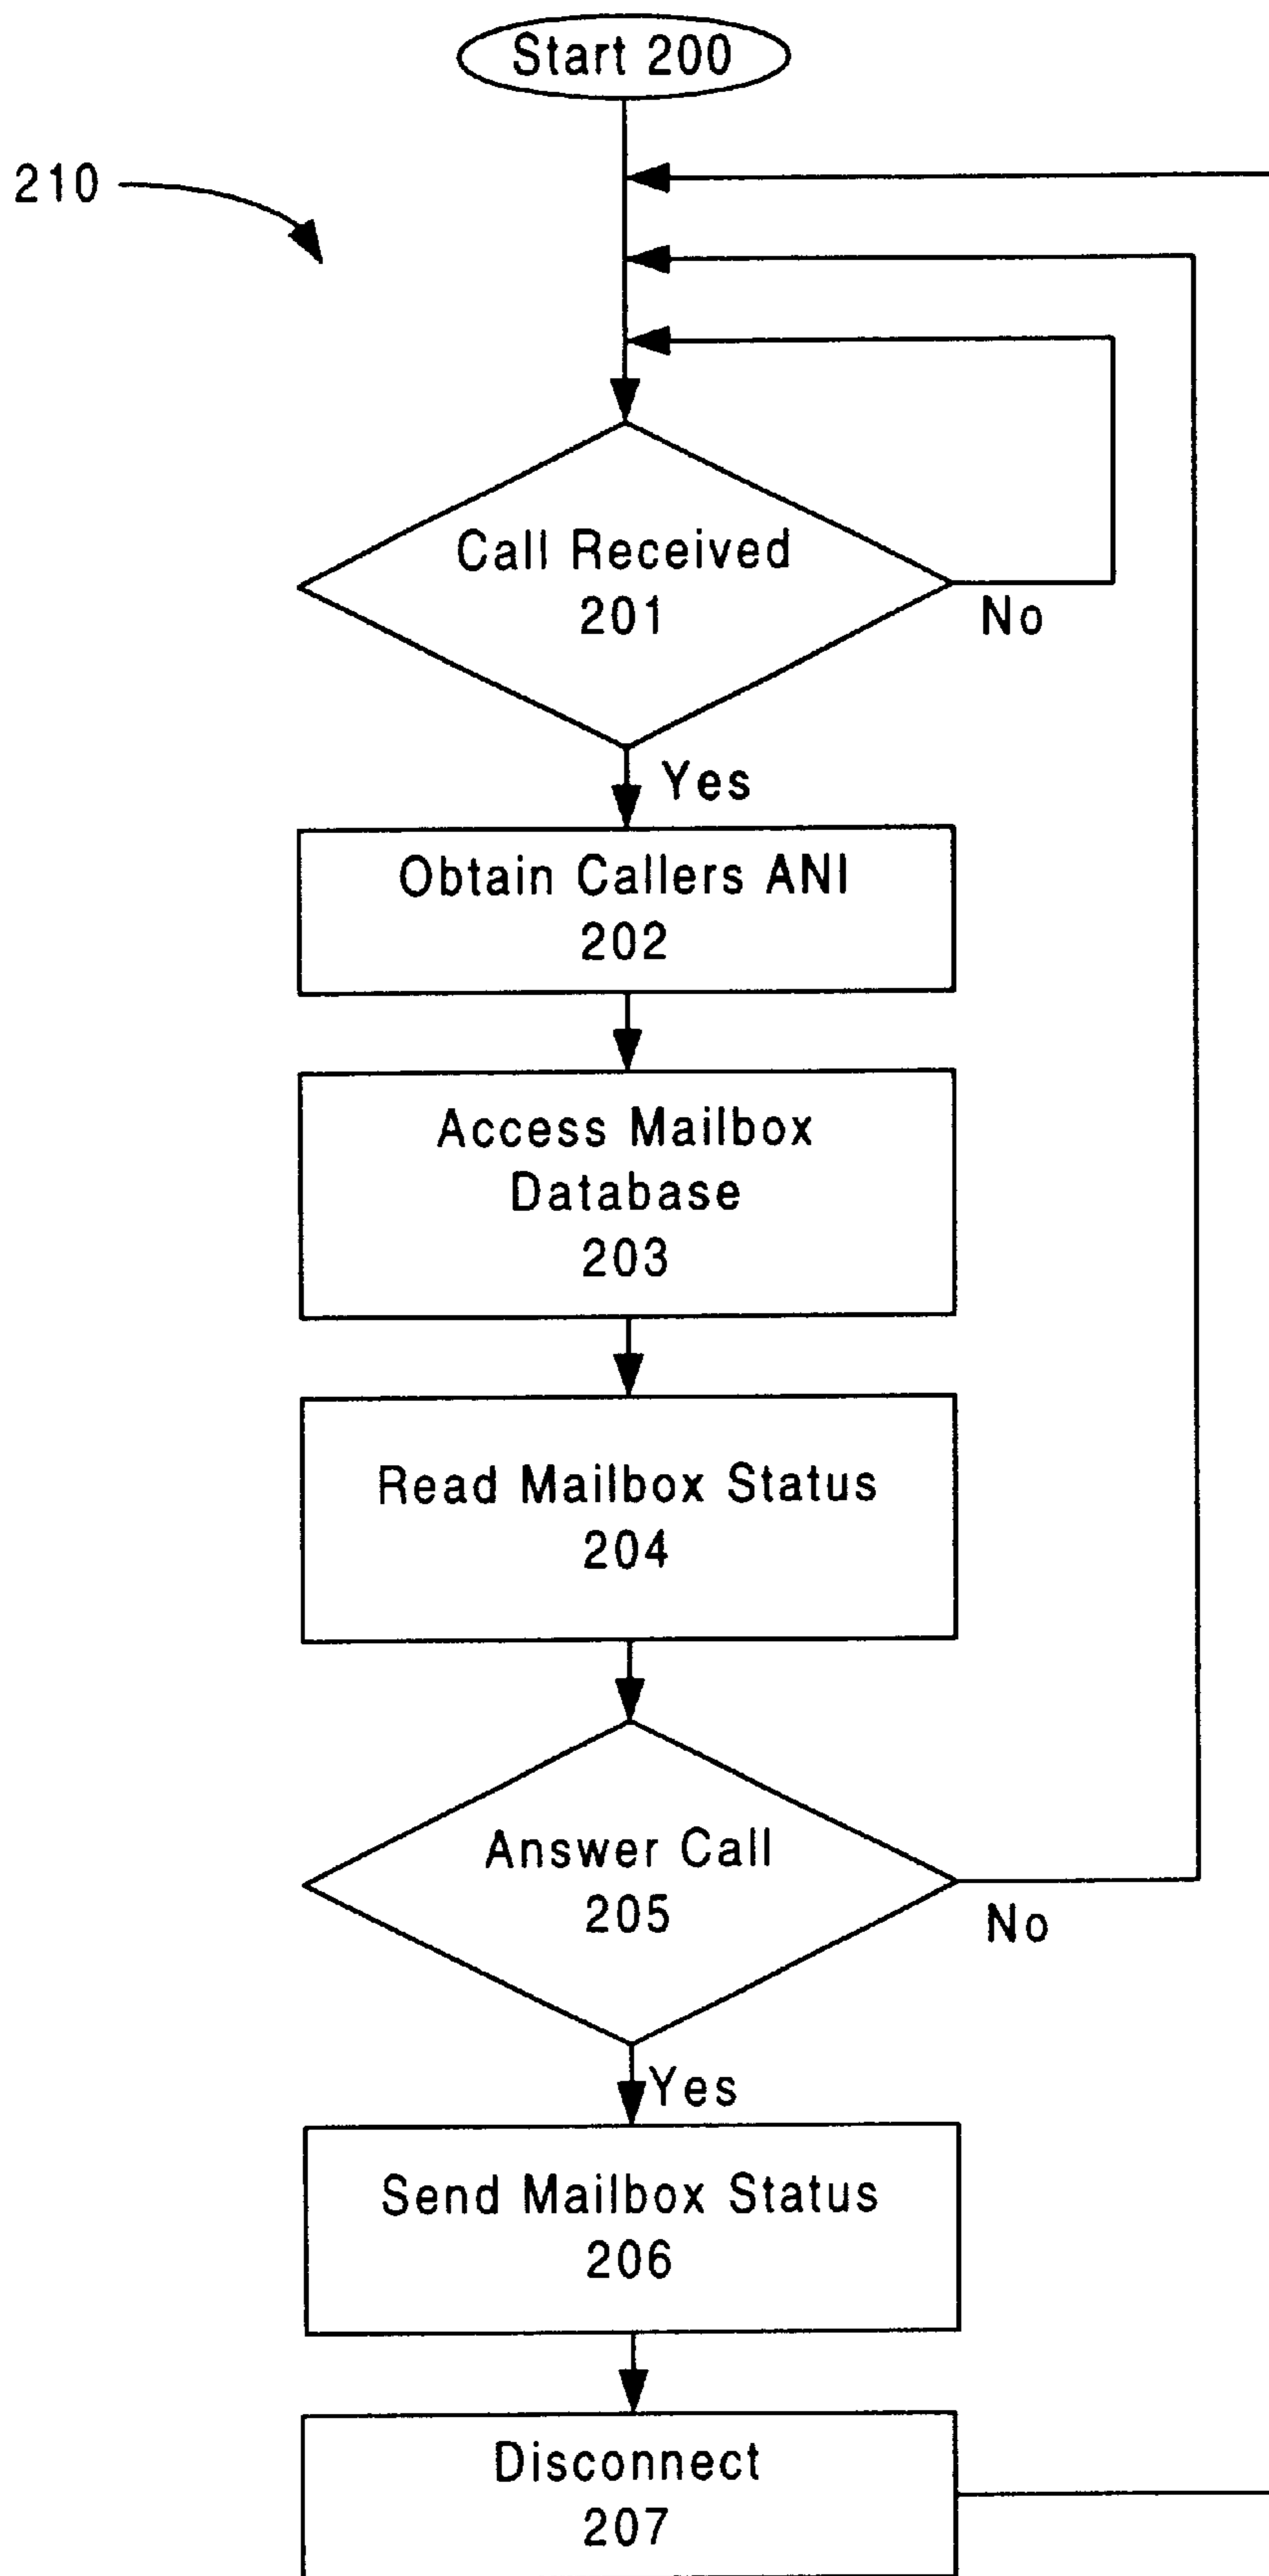 Start 200
210
Call Received
201
No
Yes
Obtain Callers ANI
202
Access Mailbox
Database
203
Read Mailbox Status
204
Answer Call
205
No
Yes
Send Mailbox Status
206
Disconnect
207